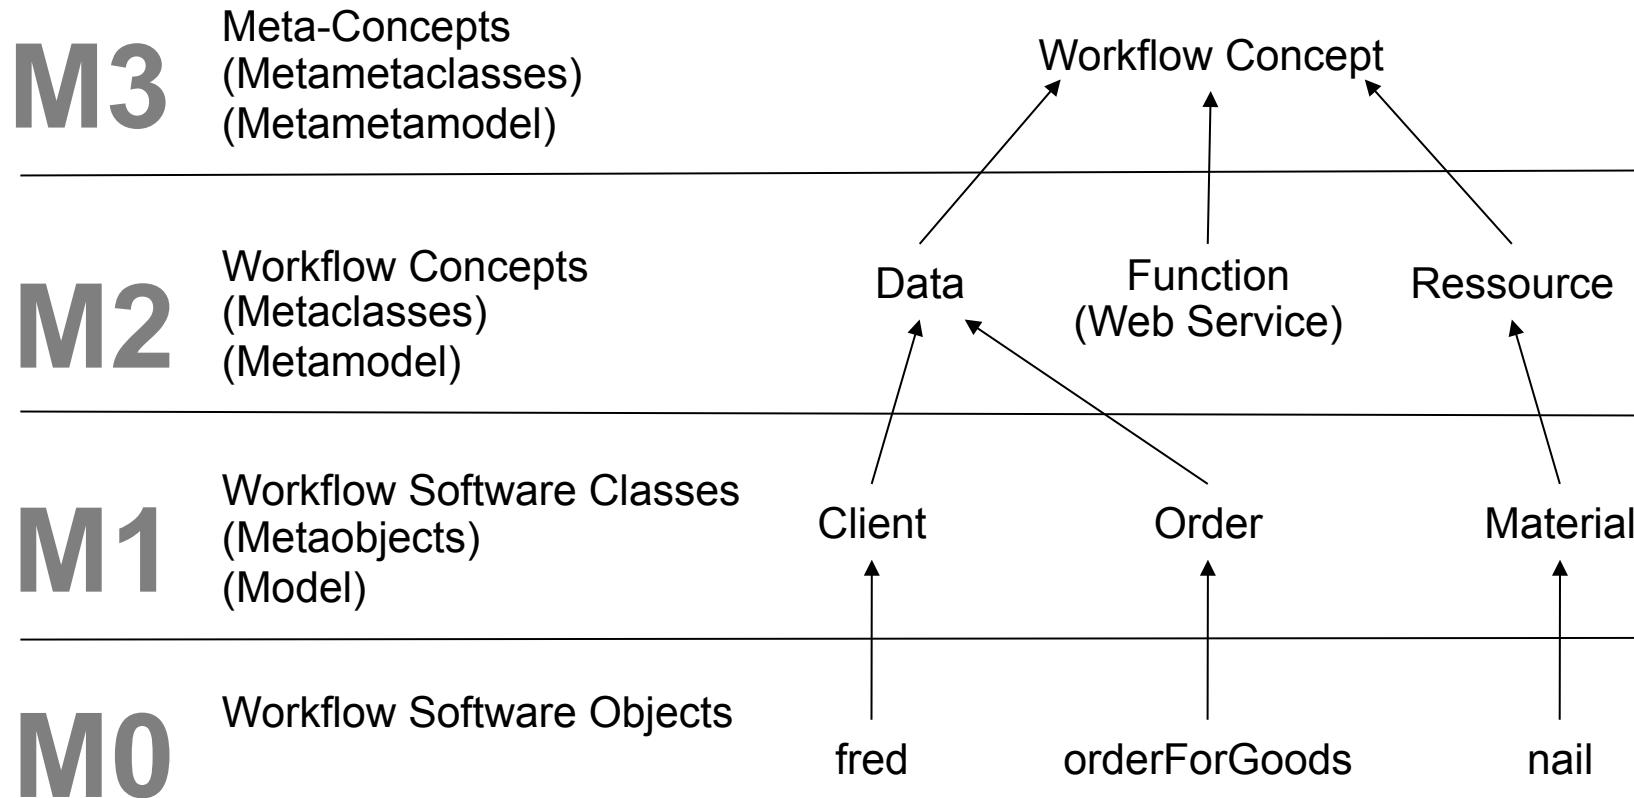 M3
Meta-Concepts
(Metametaclasses)
(Metametamodel)
Workflow Concept
M2
Workflow Concepts
(Metaclasses)
(Metamodel)
Data
Function
(Web Service)
Ressource
M1
Workflow Software Classes
(Metaobjects)
(Model)
Client
Order
Material
M0
Workflow Software Objects
fred
orderForGoods
nail